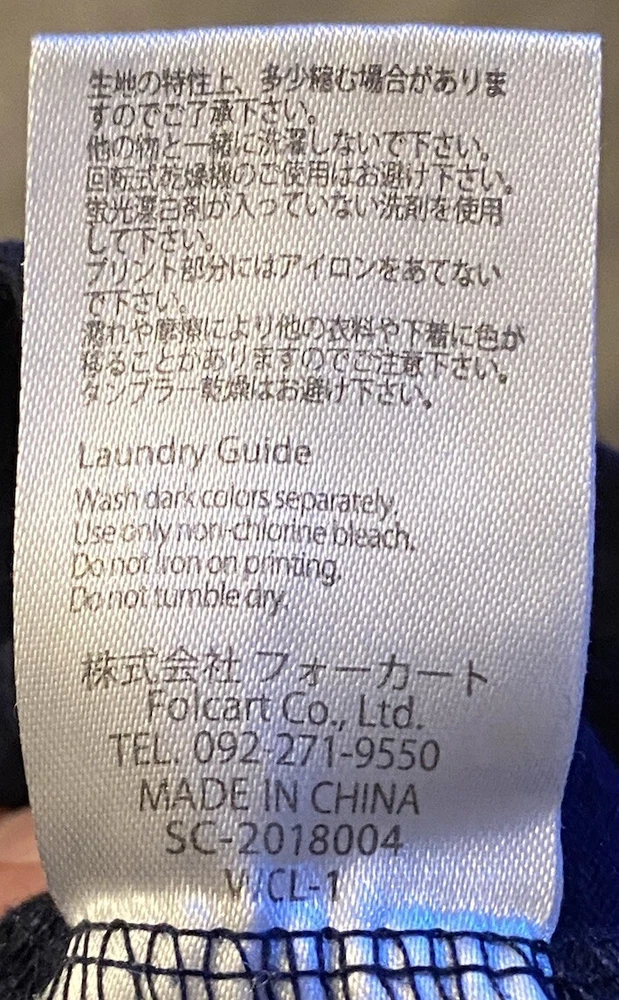 生地の特性上、多少縮む場合がありま
すのでご了承下さい。
他の物と一緒に洗濯しないで下さい。
回転式乾燥機のご使用はお避け下さい。
蛍光漂白剤が入っていない洗剤を使用
して下さい。
プリント部分にはアイロンをあてない
で下さい。
濡れや摩擦により他の衣料や下着に色が
移ることがありますのでご注意下さい。
タンブラー乾燥はお避け下さい。
Laundry Guide
Wash dark colors separately.
Use only non-chlorine bleach.
Do not Iron on printing.
Do not tumble dry.
株式会社 フォーカート
Folcart Co., Ltd.
TEL. 092-271-9550
MADE IN CHINA
SC-2018004